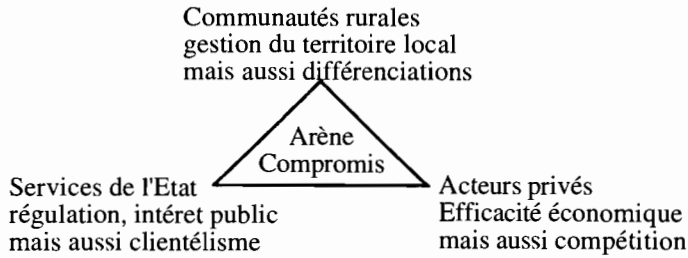 Communautés rurales
gestion du territoire local
mais aussi différenciations
Arène
Compromis
Services de l'Etat
régulation, intéret public
mais aussi clientélisme
Acteurs privés
Efficacité économique
mais aussi compétition